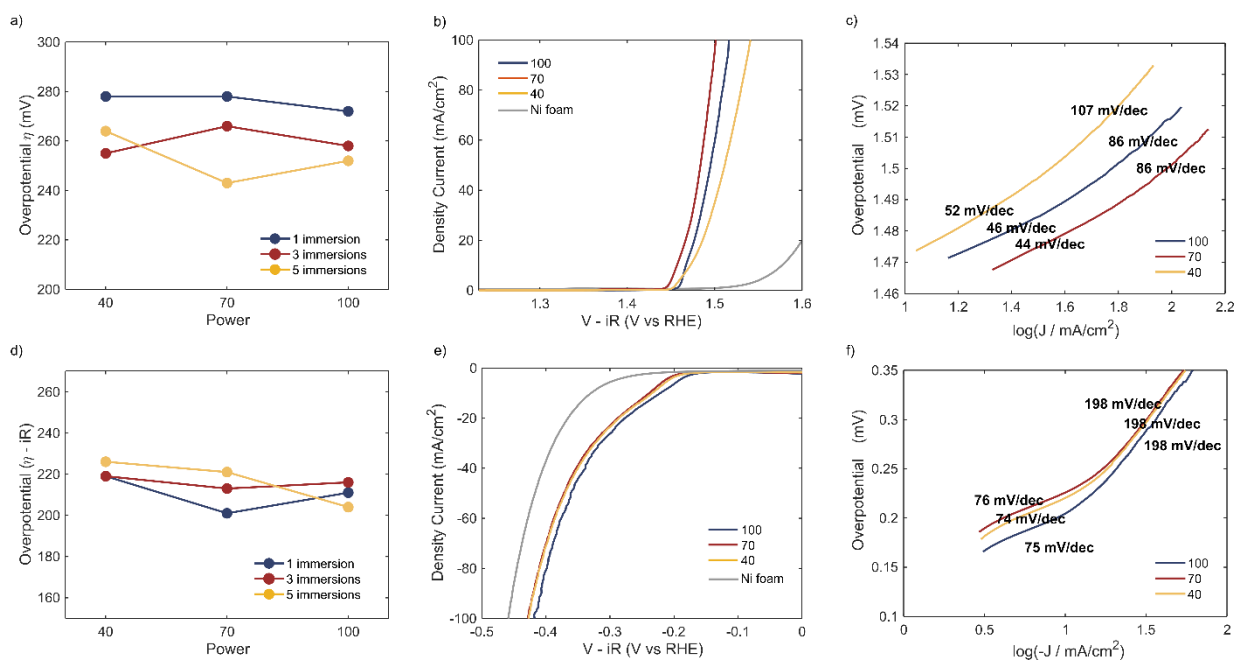 a)
300
280
260
240
220
200
Overpotential η (mV)
1 immersion
3 immersions
5 immersions
40
70
100
Power
b)
100
80
60
40
20
0
Density Current (mA/cm²)
100
70
40
Ni foam
1.3
1.4
1.5
1.6
V - iR (V vs RHE)
c)
1.54
1.53
1.52
1.51
1.5
1.49
1.48
1.47
1.46
Overpotential (mV)
107 mV/dec
86 mV/dec
86 mV/dec
52 mV/dec
46 mV/dec
44 mV/dec
100
70
40
1
1.2
1.4
1.6
1.8
2
2.2
log(J / mA/cm²)
d)
260
240
220
200
180
160
Overpotential (η - iR)
1 immersion
3 immersions
5 immersions
40
70
100
Power
e)
0
-20
-40
-60
-80
-100
Density Current (mA/cm²)
100
70
40
Ni foam
-0.5
-0.4
-0.3
-0.2
-0.1
0
V - iR (V vs RHE)
f)
0.35
0.3
0.25
0.2
0.15
0.1
Overpotential (mV)
198 mV/dec
198 mV/dec
198 mV/dec
76 mV/dec
74 mV/dec
75 mV/dec
100
70
40
0
0.5
1
1.5
2
log(-J / mA/cm²)